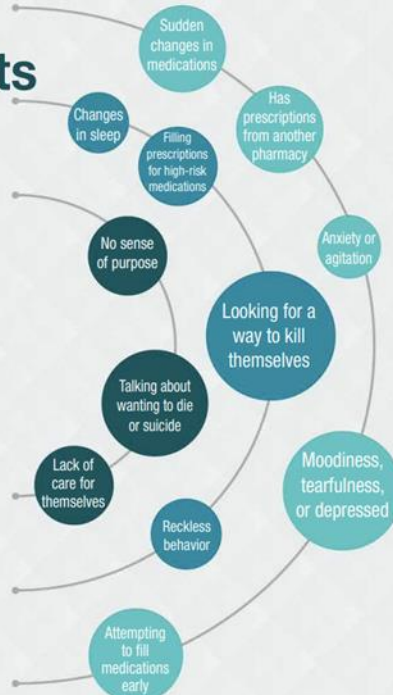 ts
Sudden
changes in
medications
Changes
in sleep
Filling
prescriptions
for high-risk
medications
Has
prescriptions
from another
pharmacy
No sense
of purpose
Anxiety or
agitation
Looking for a
way to kill
themselves
Talking about
wanting to die
or suicide
Lack of
care for
themselves
Moodiness,
tearfulness,
or depressed
Reckless
behavior
Attempting
to fill
medications
early